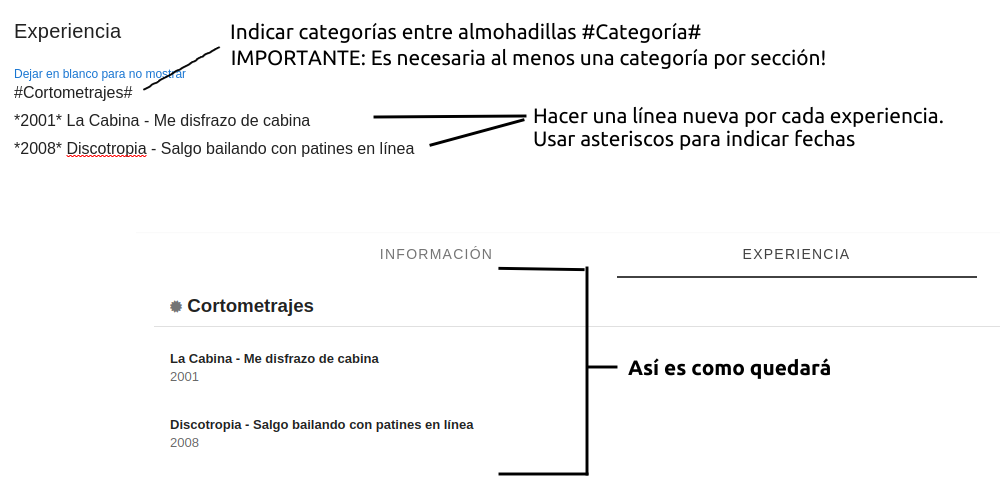 Experiencia
Indicar categorías entre almohadillas #Categoría#
IMPORTANTE: Es necesaria al menos una categoría por sección!
Dejar en blanco para no mostrar
#Cortometrajes#
*2001* La Cabina - Me disfrazo de cabina
*2008* Discotropia - Salgo bailando con patines en línea
Hacer una línea nueva por cada experiencia.
Usar asteriscos para indicar fechas
INFORMACIÓN
EXPERIENCIA
Cortometrajes
La Cabina - Me disfrazo de cabina
2001
Así es como quedará
Discotropia - Salgo bailando con patines en línea
2008